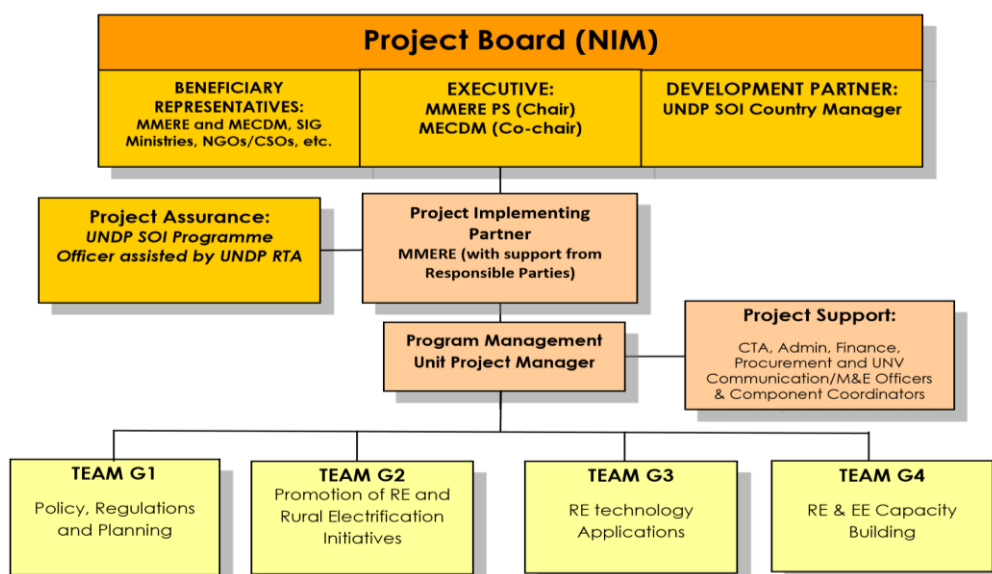 Project Board (NIM)
BENEFICIARY
REPRESENTATIVES:
MMERE and MECDM, SIG
Ministries, NGOs/CSOs, etc.
EXECUTIVE:
MMERE PS (Chair)
MECDM (Co-chair)
DEVELOPMENT PARTNER:
UNDP SOI Country Manager
Project Assurance:
UNDP SOI Programme
Officer assisted by UNDP RTA
Project Implementing
Partner
MMERE (with support from
Responsible Parties)
Program Management
Unit Project Manager
Project Support:
CTA, Admin, Finance,
Procurement and UNV
Communication/M&E Officers
& Component Coordinators
TEAM G1
Policy, Regulations
and Planning
TEAM G2
Promotion of RE and
Rural Electrification
Initiatives
TEAM G3
RE technology
Applications
TEAM G4
RE & EE Capacity
Building